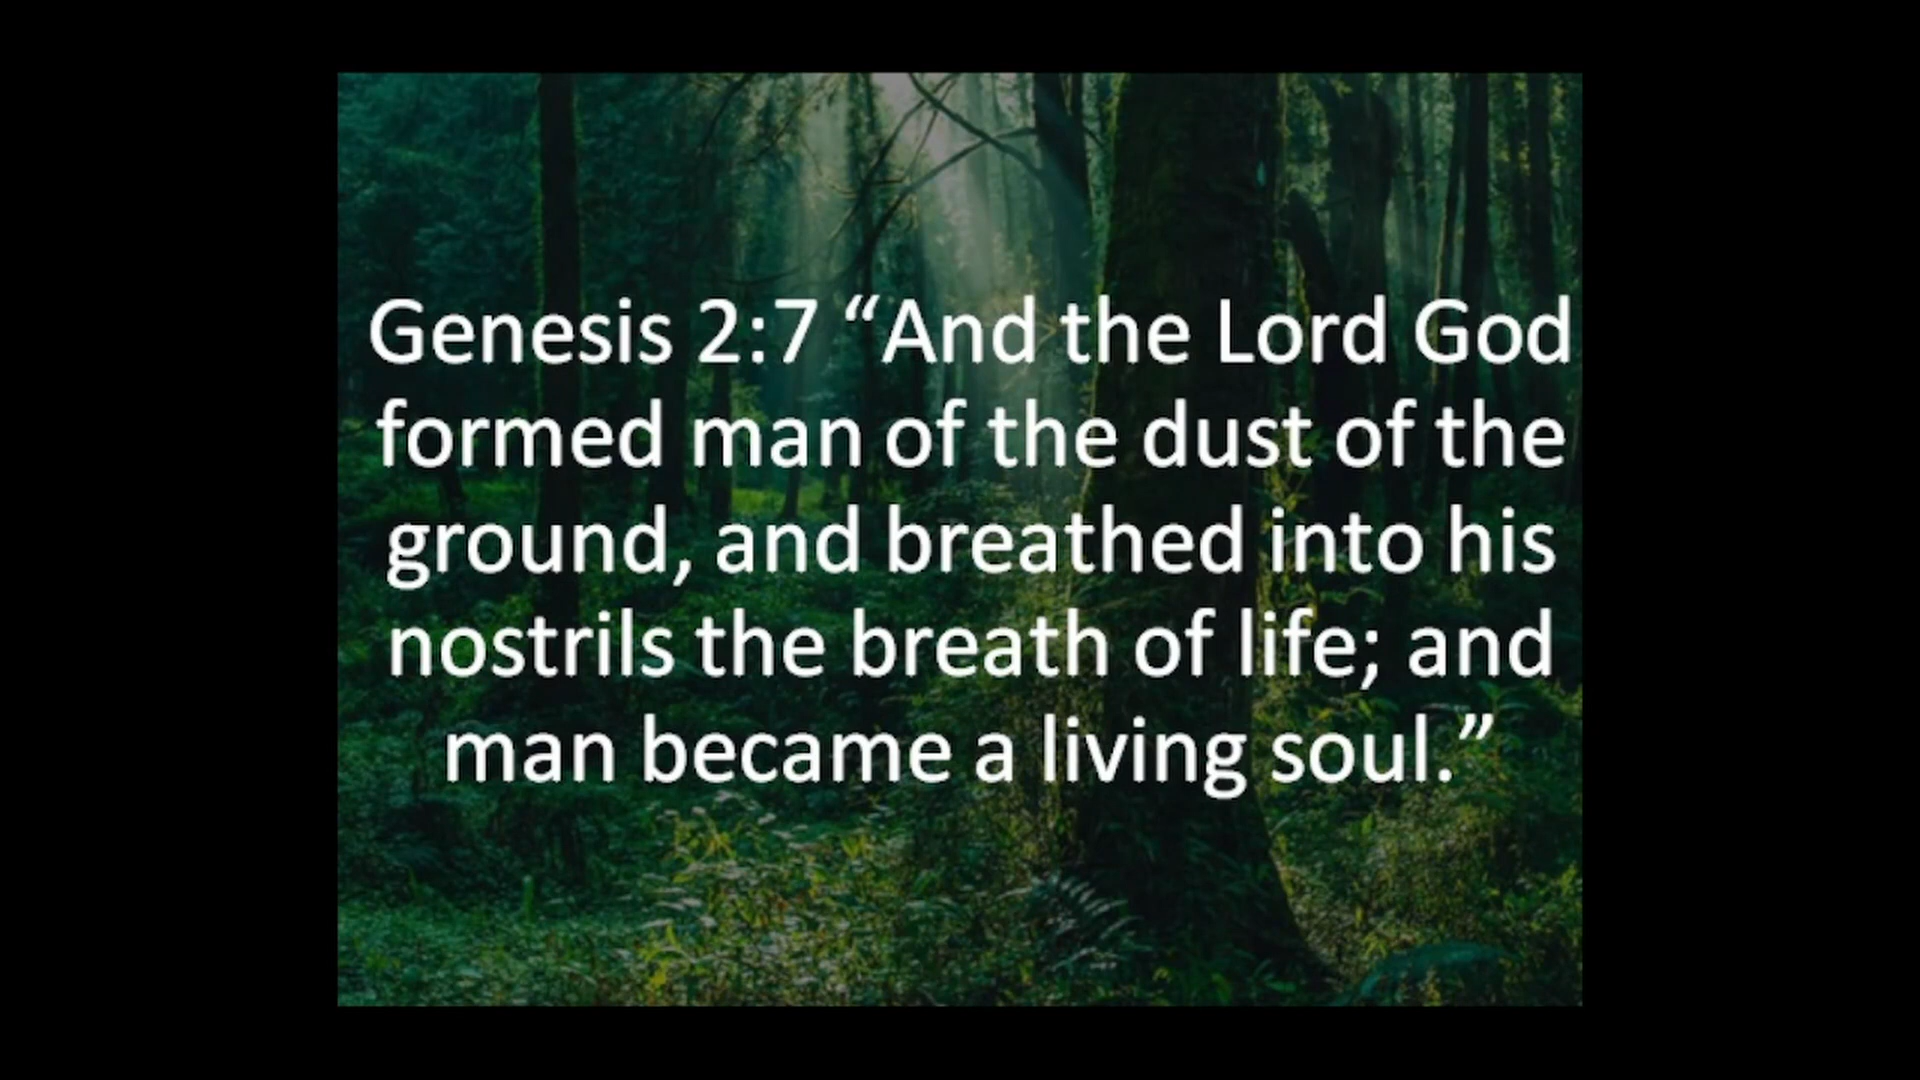 Genesis 2:7 “And the Lord God
formed man of the dust of the
ground, and breathed into his
nostrils the breath of life; and
man became a living soul.”